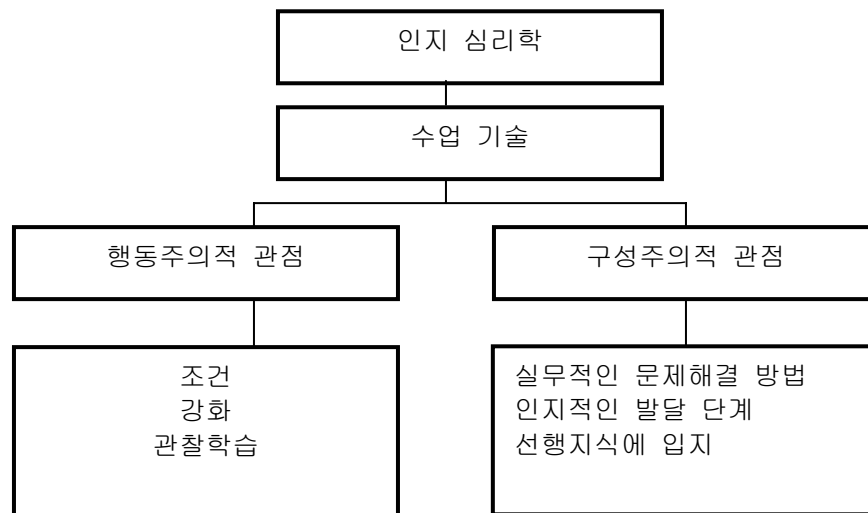 인지 심리학
수업 기술
행동주의적 관점
구성주의적 관점
조건
강화
관찰학습
실무적인 문제해결 방법
인지적인 발달 단계
선행지식에 입지